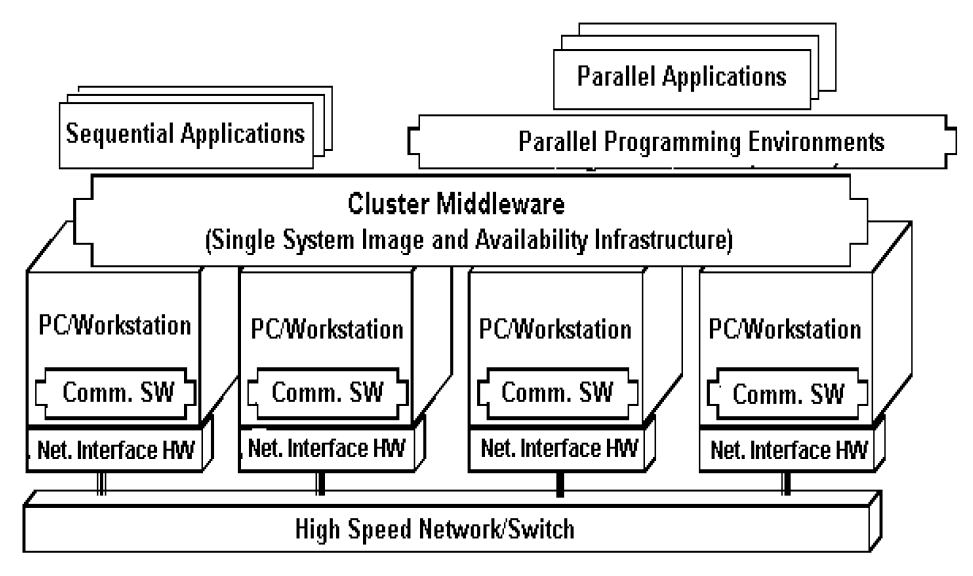 Parallel Applications
Sequential Applications
Parallel Programming Environments
Cluster Middleware
(Single System Image and Availability Infrastructure)
PC/Workstation
PC/Workstation
PC/Workstation
PC/Workstation
Comm. SW
Comm. SW
Comm. SW
Comm. SW
Net. Interface HW
Net. Interface HW
Net. Interface HW
Net. Interface HW
High Speed Network/Switch